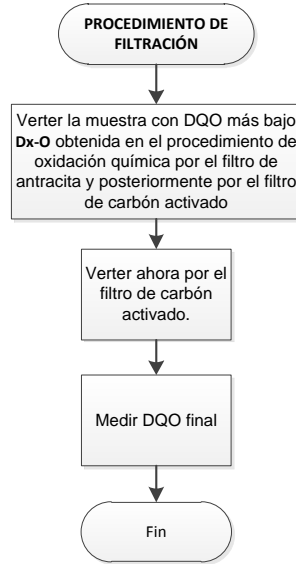 PROCEDIMIENTO DE
FILTRACIÓN
Verter la muestra con DQO más bajo
Dx-O obtenida en el procedimiento de
oxidación química por el filtro de
antracita y posteriormente por el filtro
de carbón activado
Verter ahora por el
filtro de carbón
activado.
Medir DQO final
Fin